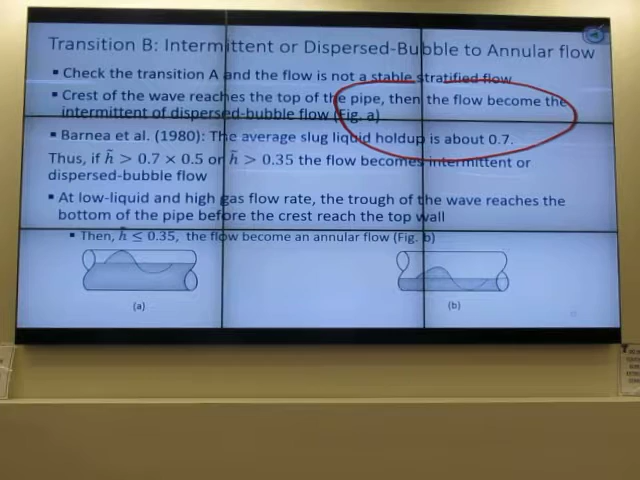 Transition B: Intermittent or Dispersed-Bubble to Annular flow
▪ Check the transition A and the flow is not a stable stratified flow
▪ Crest of the wave reaches the top of the pipe, then the flow become the
intermittent of dispersed-bubble flow (Fig. a)
▪ Barnea et al. (1980): The average slug liquid holdup is about 0.7.
Thus, if h̃ > 0.7 × 0.5 or h̃ > 0.35 the flow becomes intermittent or
dispersed-bubble flow
▪ At low-liquid and high gas flow rate, the trough of the wave reaches the
bottom of the pipe before the crest reach the top wall
▪ Then, h̃ ≤ 0.35, the flow become an annular flow (Fig. b)
(a)
(b)